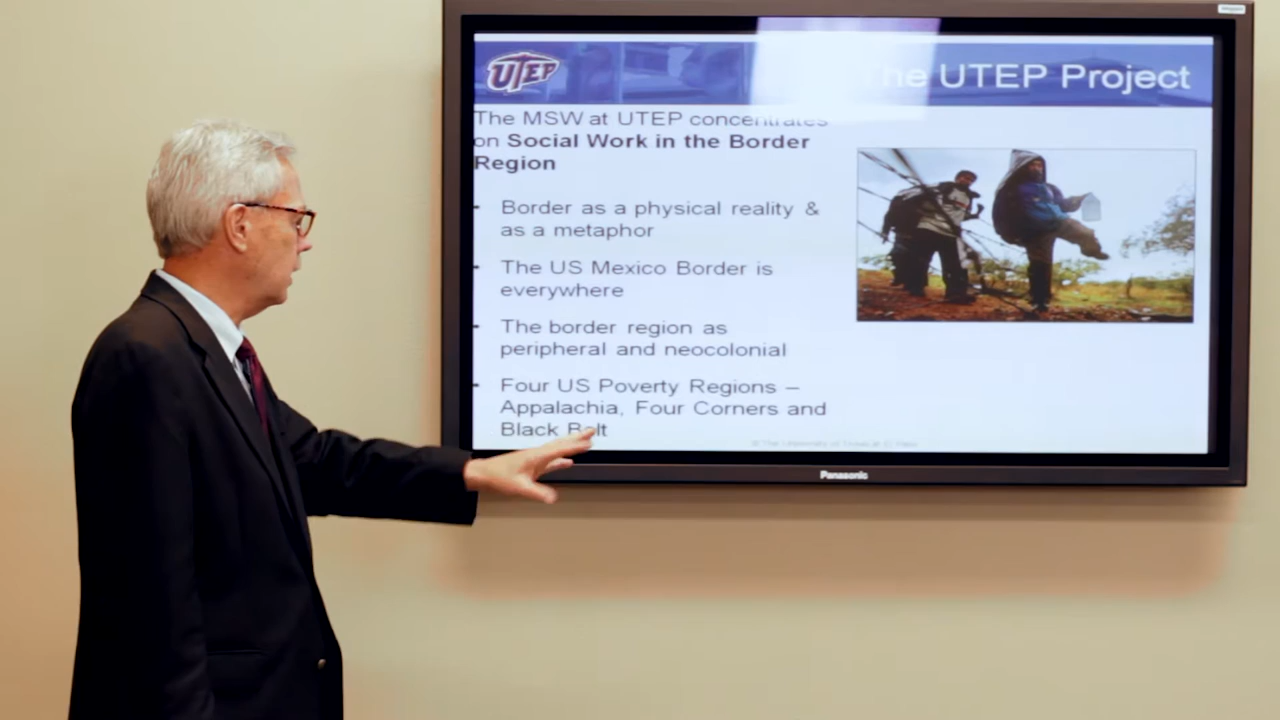 UTEP
The UTEP Project
The MSW at UTEP concentrates
on Social Work in the Border
Region
Border as a physical reality &
as a metaphor
The US Mexico Border is
everywhere
The border region as
peripheral and neocolonial
Four US Poverty Regions –
Appalachia, Four Corners and
Black Belt
Panasonic